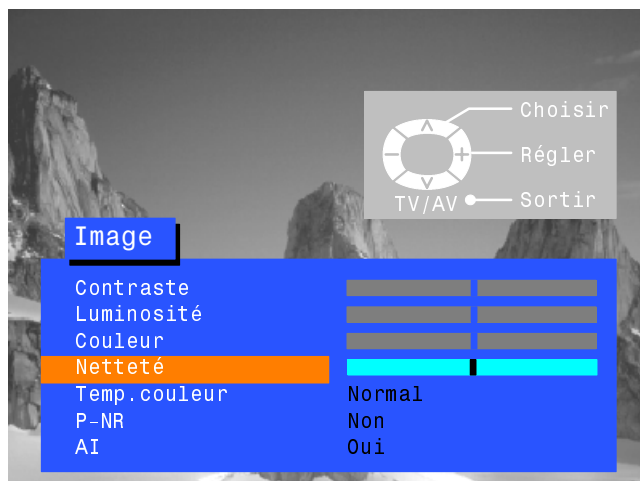 Choisir
Régler
TV/AV Sortir
Image
Contraste
Luminosité
Couleur
Netteté
Temp.couleur Normal
P-NR Non
AI Oui